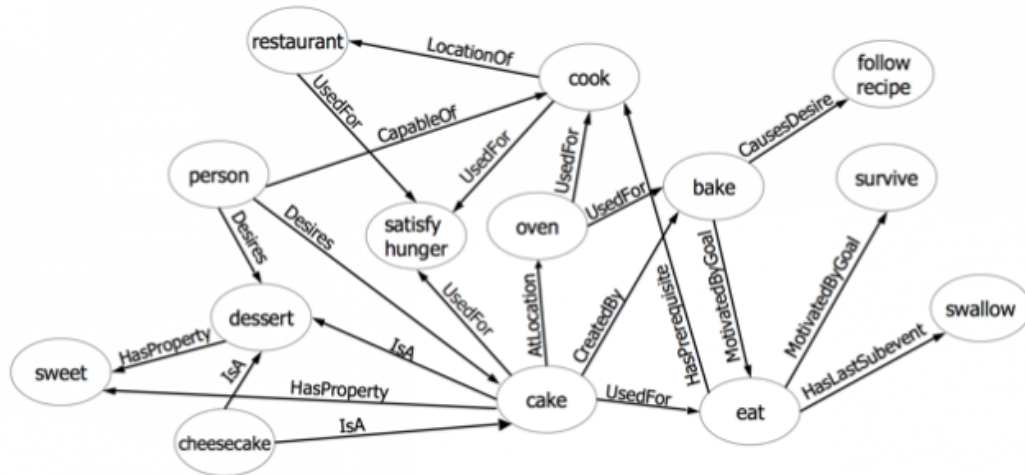 restaurant
LocationOf
cook
follow
recipe
UsedFor
CapableOf
CausesDesire
person
UsedFor
UsedFor
UsedFor
bake
survive
Desires
Desires
satisfy
hunger
oven
MotivatedByGoal
HasPrerequisite
MotivatedByGoal
dessert
UsedFor
AtLocation
CreatedBy
swallow
HasProperty
IsA
sweet
IsA
HasProperty
cake
UsedFor
eat
HasLastSubevent
cheesecake
IsA